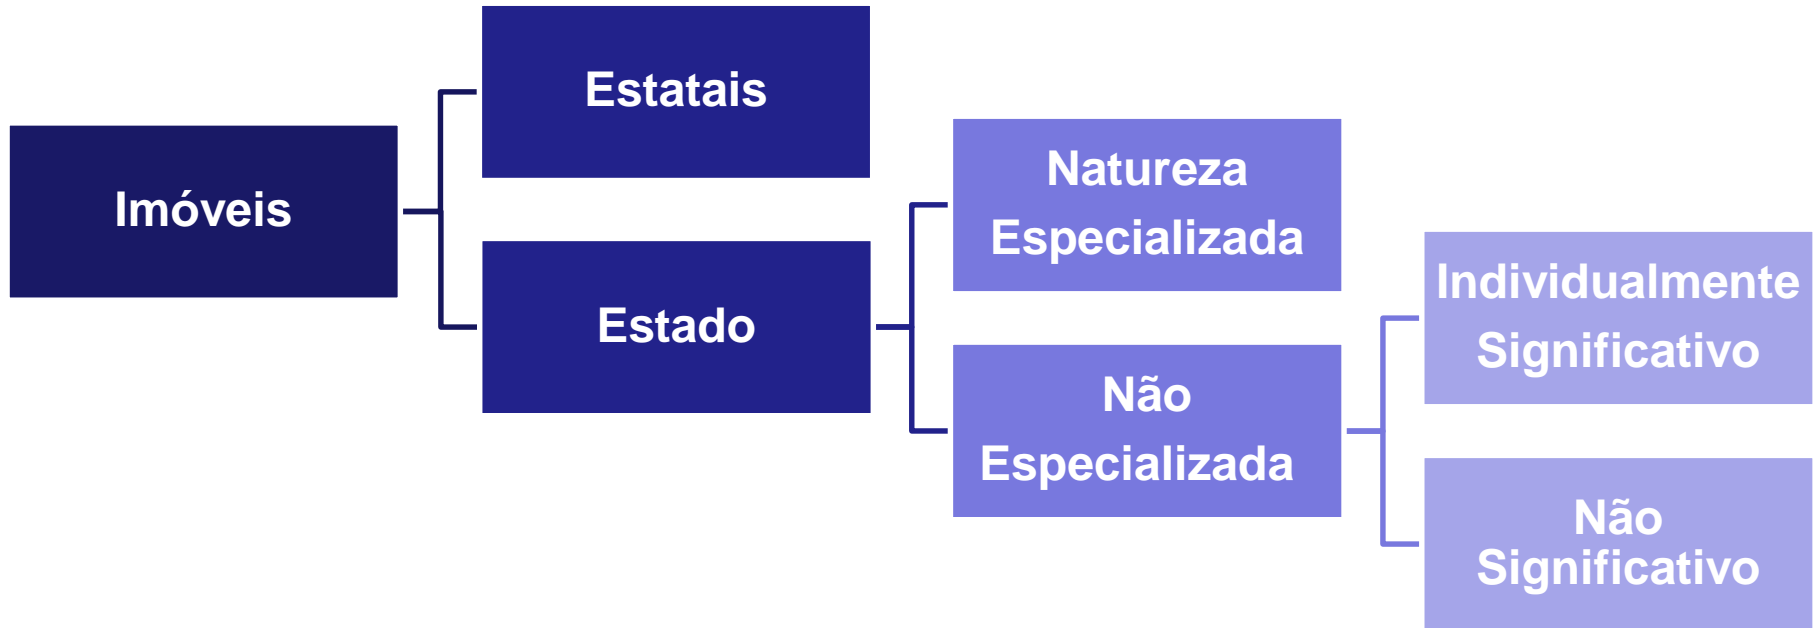 Imóveis
Estatais
Estado
Natureza
Especializada
Não
Especializada
Individualmente
Significativo
Não
Significativo